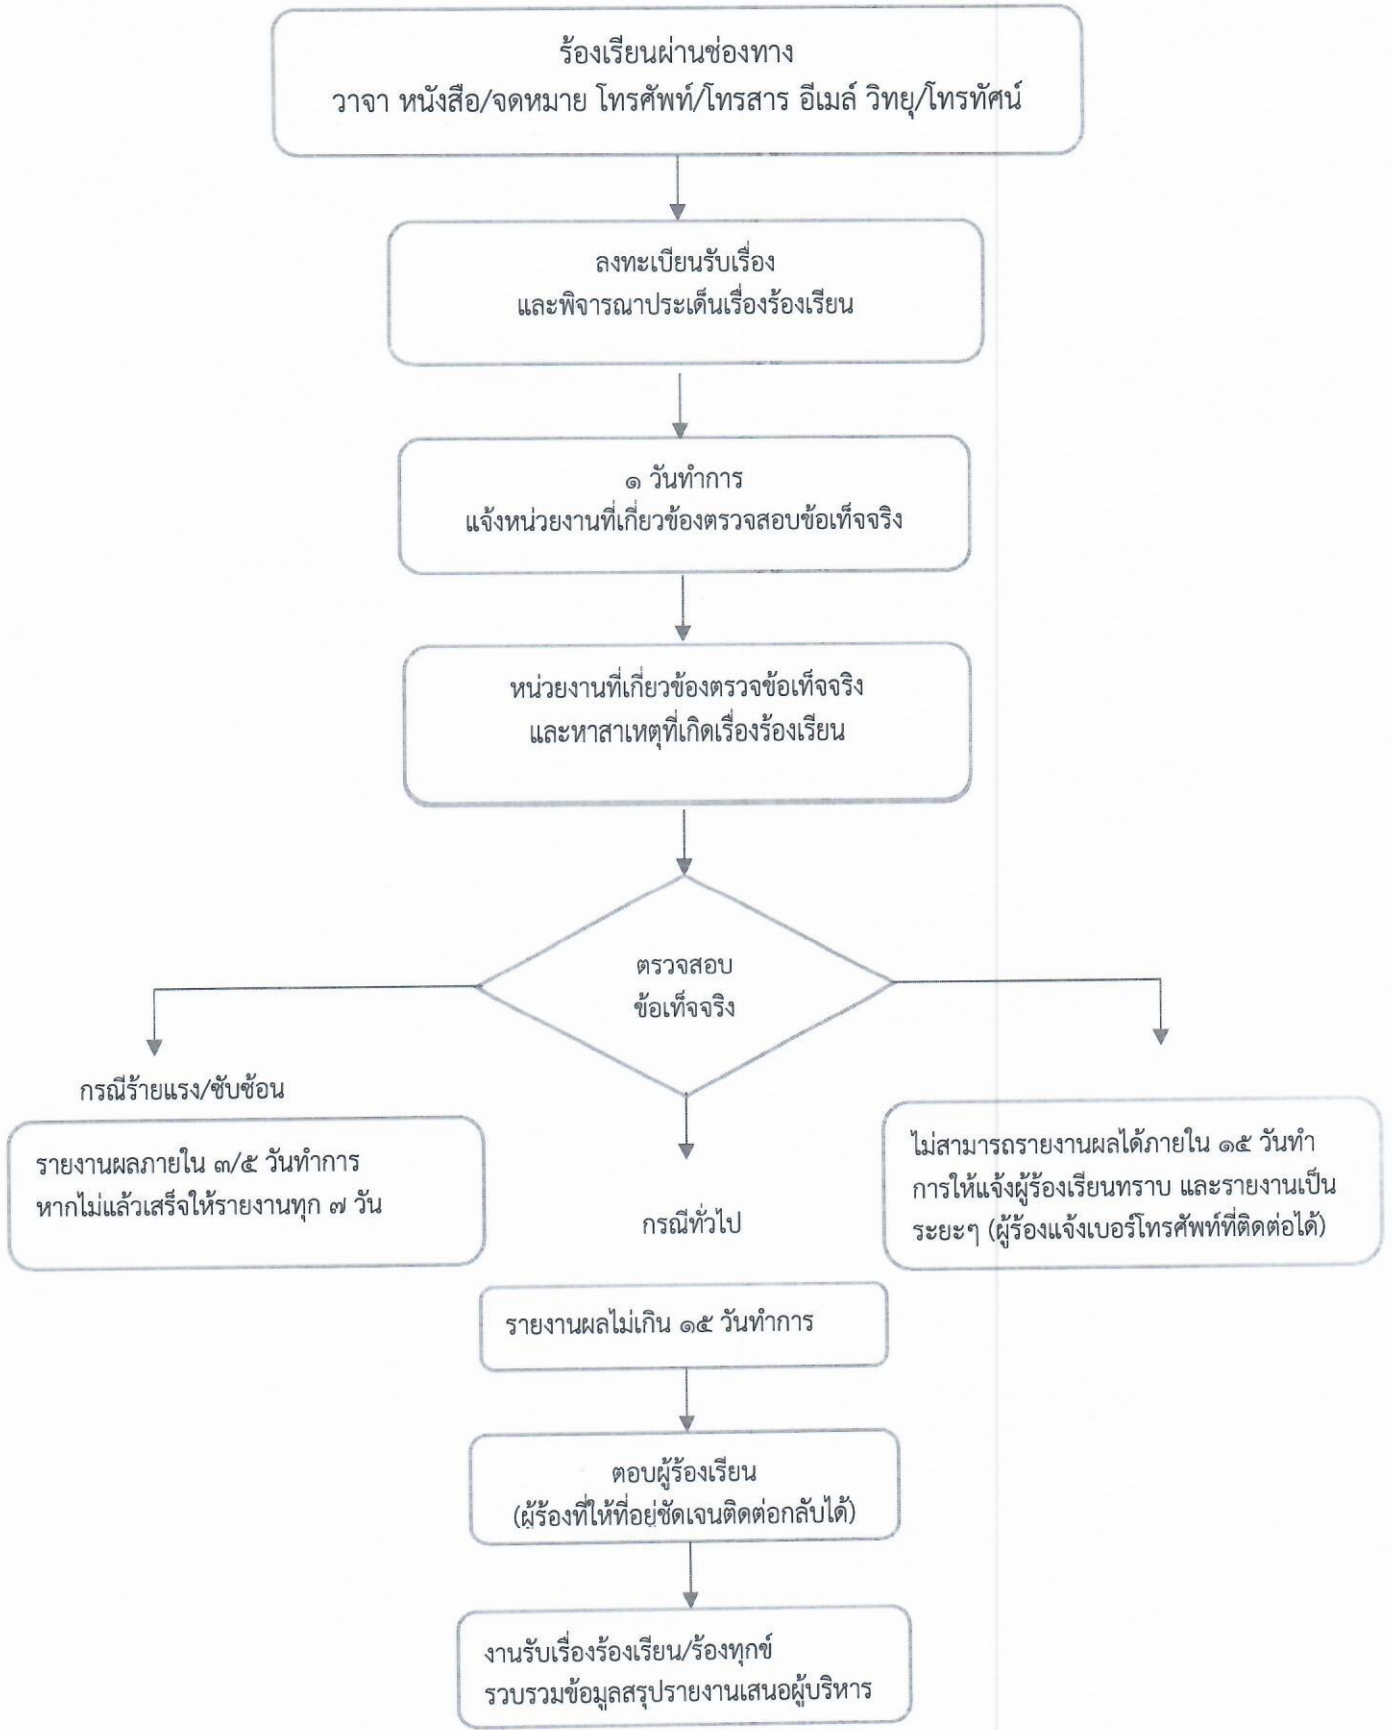 ร้องเรียนผ่านช่องทาง
วาจา หนังสือ/จดหมาย โทรศัพท์/โทรสาร อีเมล์ วิทยุ/โทรทัศน์
ลงทะเบียนรับเรื่อง
และพิจารณาประเด็นเรื่องร้องเรียน
๑ วันทำการ
แจ้งหน่วยงานที่เกี่ยวข้องตรวจสอบข้อเท็จจริง
หน่วยงานที่เกี่ยวข้องตรวจข้อเท็จจริง
และหาสาเหตุที่เกิดเรื่องร้องเรียน
ตรวจสอบ
ข้อเท็จจริง
กรณีร้ายแรง/ซับซ้อน
รายงานผลภายใน ๓/๕ วันทำการ
หากไม่แล้วเสร็จให้รายงานทุก ๗ วัน
ไม่สามารถรายงานผลได้ภายใน ๑๕ วันทำ
การให้แจ้งผู้ร้องเรียนทราบ และรายงานเป็น
ระยะๆ (ผู้ร้องแจ้งเบอร์โทรศัพท์ที่ติดต่อได้)
กรณีทั่วไป
รายงานผลไม่เกิน ๑๕ วันทำการ
ตอบผู้ร้องเรียน
(ผู้ร้องที่ให้ที่อยู่ชัดเจนติดต่อกลับได้)
งานรับเรื่องร้องเรียน/ร้องทุกข์
รวบรวมข้อมูลสรุปรายงานเสนอผู้บริหาร